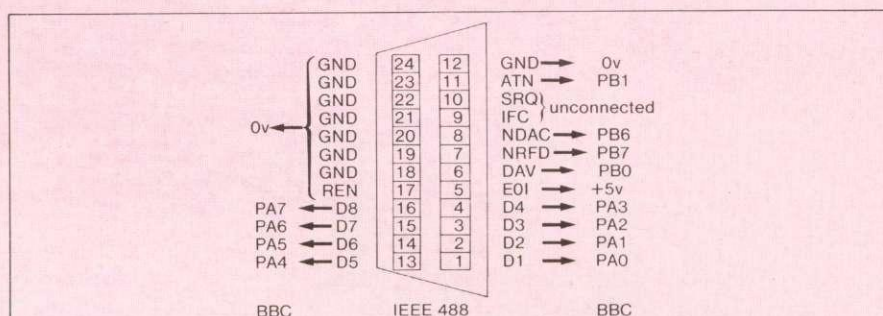 GND 24 12 GND → 0v
GND 23 11 ATN → PB1
GND 22 10 SRQ
GND 21 9 IFC } unconnected
0v ← GND 20 8 NDAC → PB6
GND 19 7 NRFD → PB7
GND 18 6 DAV → PB0
REN 17 5 E0I → +5v
PA7 ← D8 16 4 D4 → PA3
PA6 ← D7 15 3 D3 → PA2
PA5 ← D6 14 2 D2 → PA1
PA4 ← D5 13 1 D1 → PA0
BBC IEEE 488 BBC